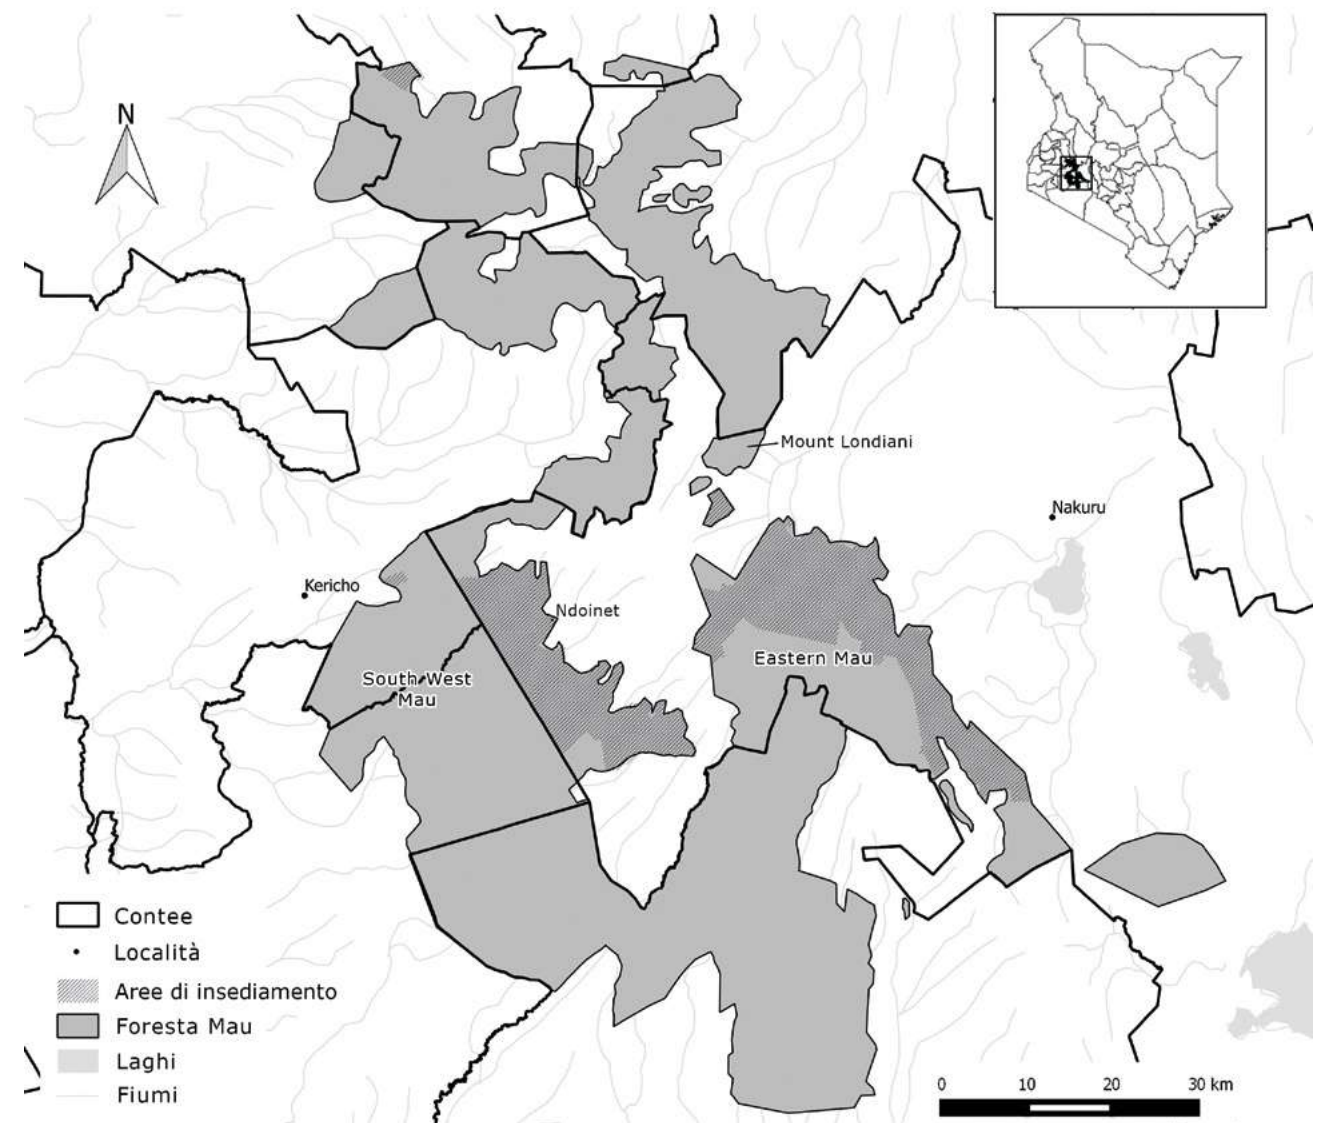 N
Mount Londiani
Nakuru
Kericho
Ndoinet
Eastern Mau
South West
Mau
Contee
Località
Aree di insediamento
Foresta Mau
Laghi
Fiumi
0 10 20 30 km